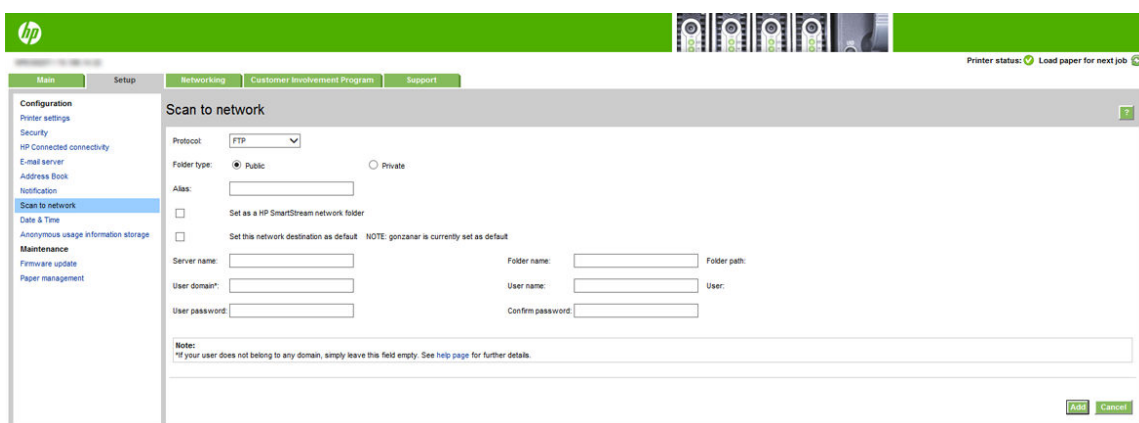 hp
Printer status: Load paper for next job
Main Setup Networking Customer Involvement Program Support
Configuration
Printer settings
Security
HP Connected connectivity
E-mail server
Address Book
Notification
Scan to network
Date & Time
Anonymous usage information storage
Maintenance
Firmware update
Paper management
Scan to network
?
Protocol: FTP
Folder type: Public Private
Alias:
Set as a HP SmartStream network folder
Set this network destination as default NOTE: gonzanar is currently set as default
Server name: Folder name: Folder path:
User domain*: User name: User:
User password: Confirm password:
Note:
*If your user does not belong to any domain, simply leave this field empty. See help page for further details.
Add Cancel